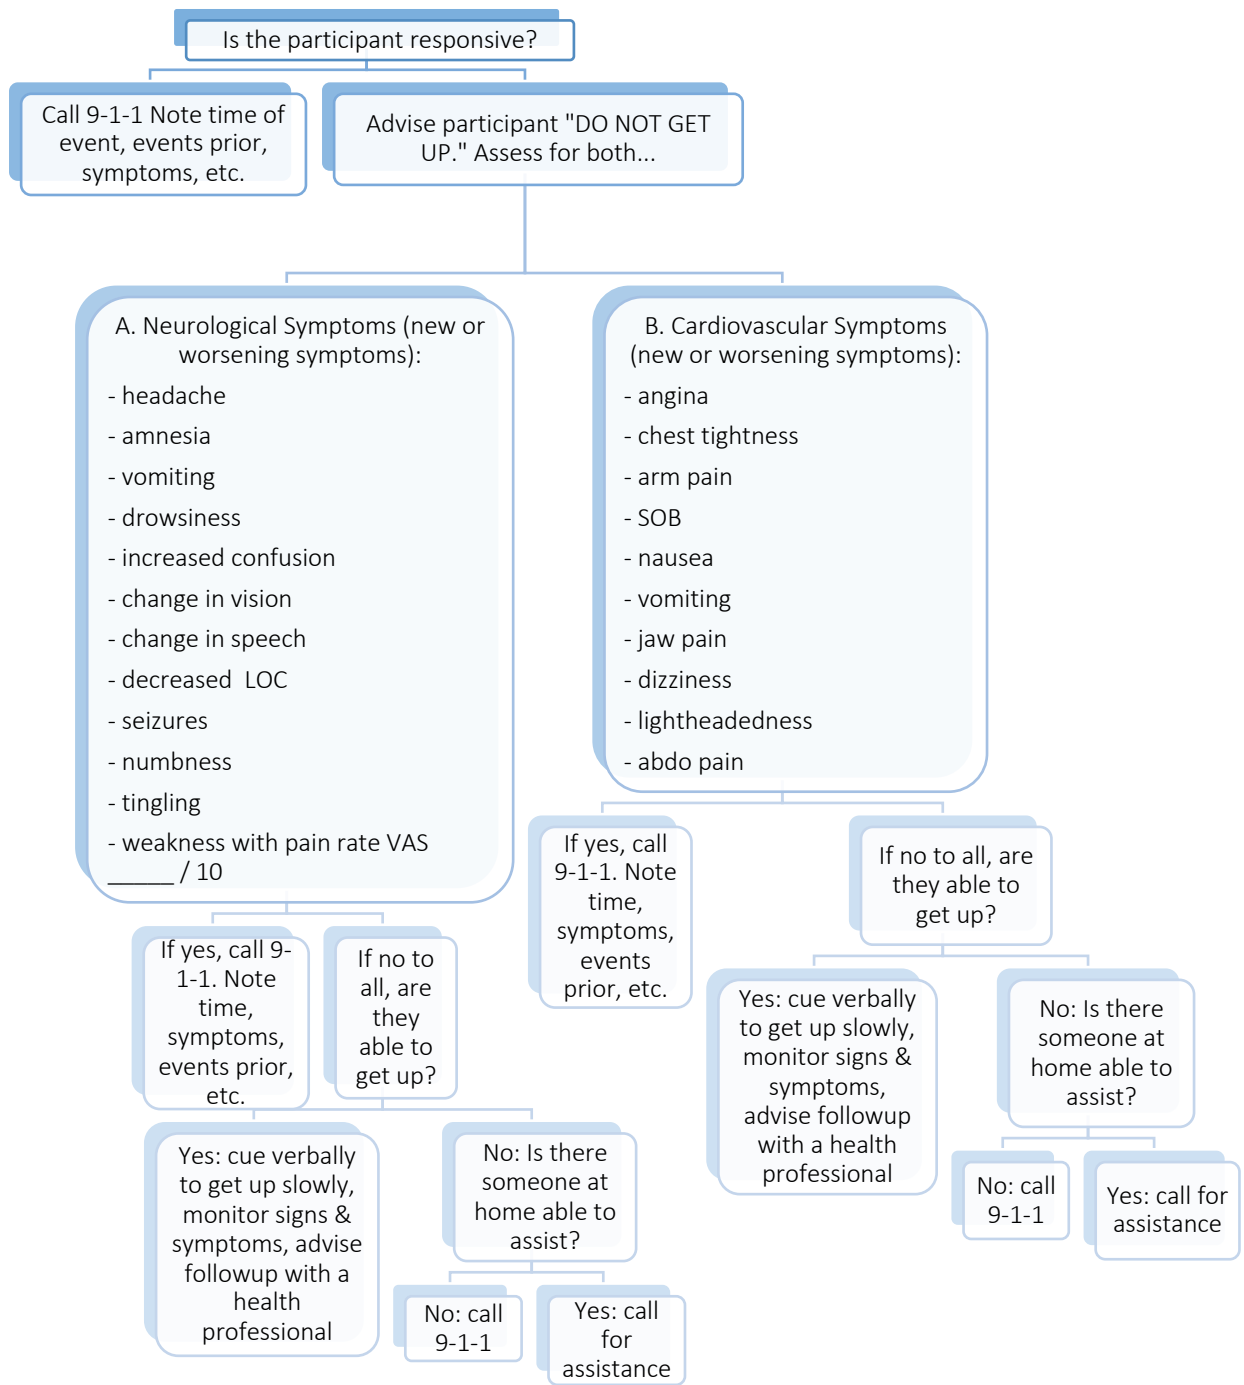 Is the participant responsive?
Call 9-1-1 Note time of
event, events prior,
symptoms, etc.
Advise participant "DO NOT GET
UP." Assess for both...
A. Neurological Symptoms (new or
worsening symptoms):
- headache
- amnesia
- vomiting
- drowsiness
- increased confusion
- change in vision
- change in speech
- decreased  LOC
- seizures
- numbness
- tingling
- weakness with pain rate VAS
_____ / 10
If yes, call 9-
1-1. Note
time,
symptoms,
events prior,
etc.
If no to
all, are
they
able to
get up?
Yes: cue verbally
to get up slowly,
monitor signs &
symptoms, advise
followup with a
health
professional
No: Is there
someone at
home able to
assist?
No: call
9-1-1
Yes: call
for
assistance
B. Cardiovascular Symptoms
(new or worsening symptoms):
- angina
- chest tightness
- arm pain
- SOB
- nausea
- vomiting
- jaw pain
- dizziness
- lightheadedness
- abdo pain
If yes, call
9-1-1. Note
time,
symptoms,
events
prior, etc.
If no to all, are
they able to
get up?
Yes: cue verbally
to get up slowly,
monitor signs &
symptoms,
advise followup
with a health
professional
No: Is there
someone at
home able to
assist?
No: call
9-1-1
Yes: call for
assistance